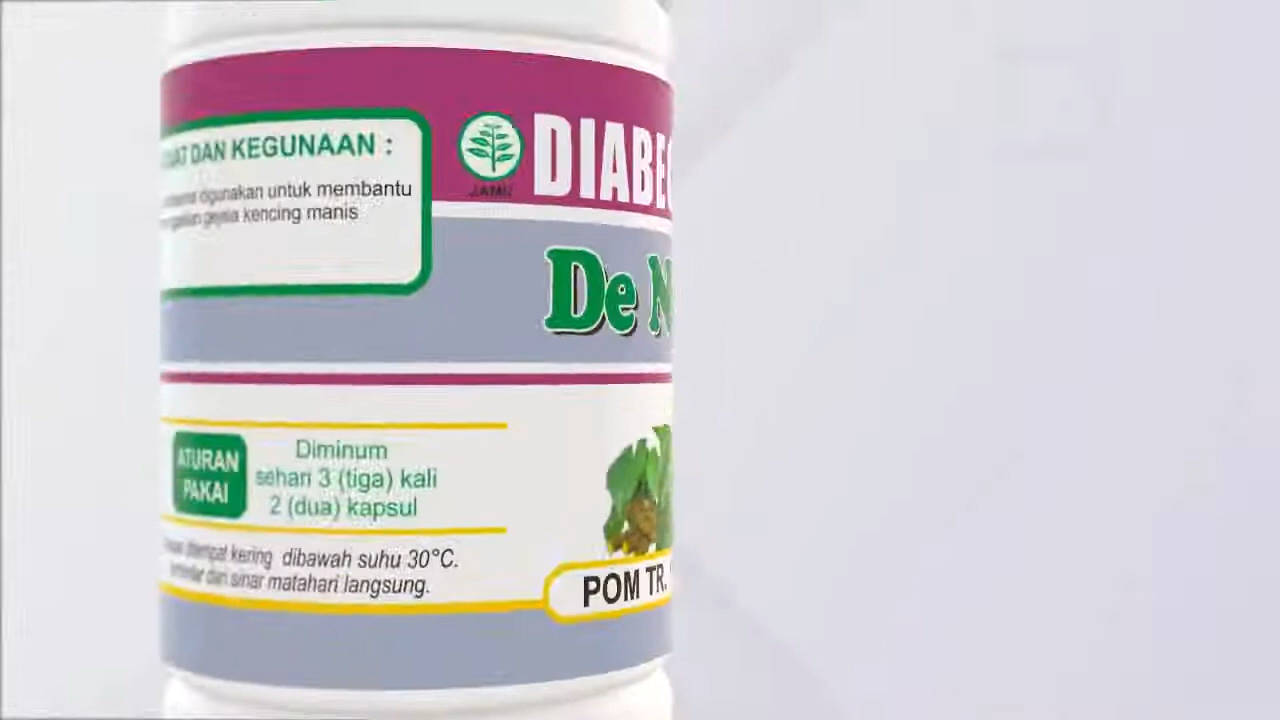 DAN KEGUNAAN :
digunakan untuk membantu
gejala kencing manis
JAMU
DIABE
De N
ATURAN
PAKAI
Diminum
sehari 3 (tiga) kali
2 (dua) kapsul
ditempat kering dibawah suhu 30°C.
dari sinar matahari langsung.
POM TR.